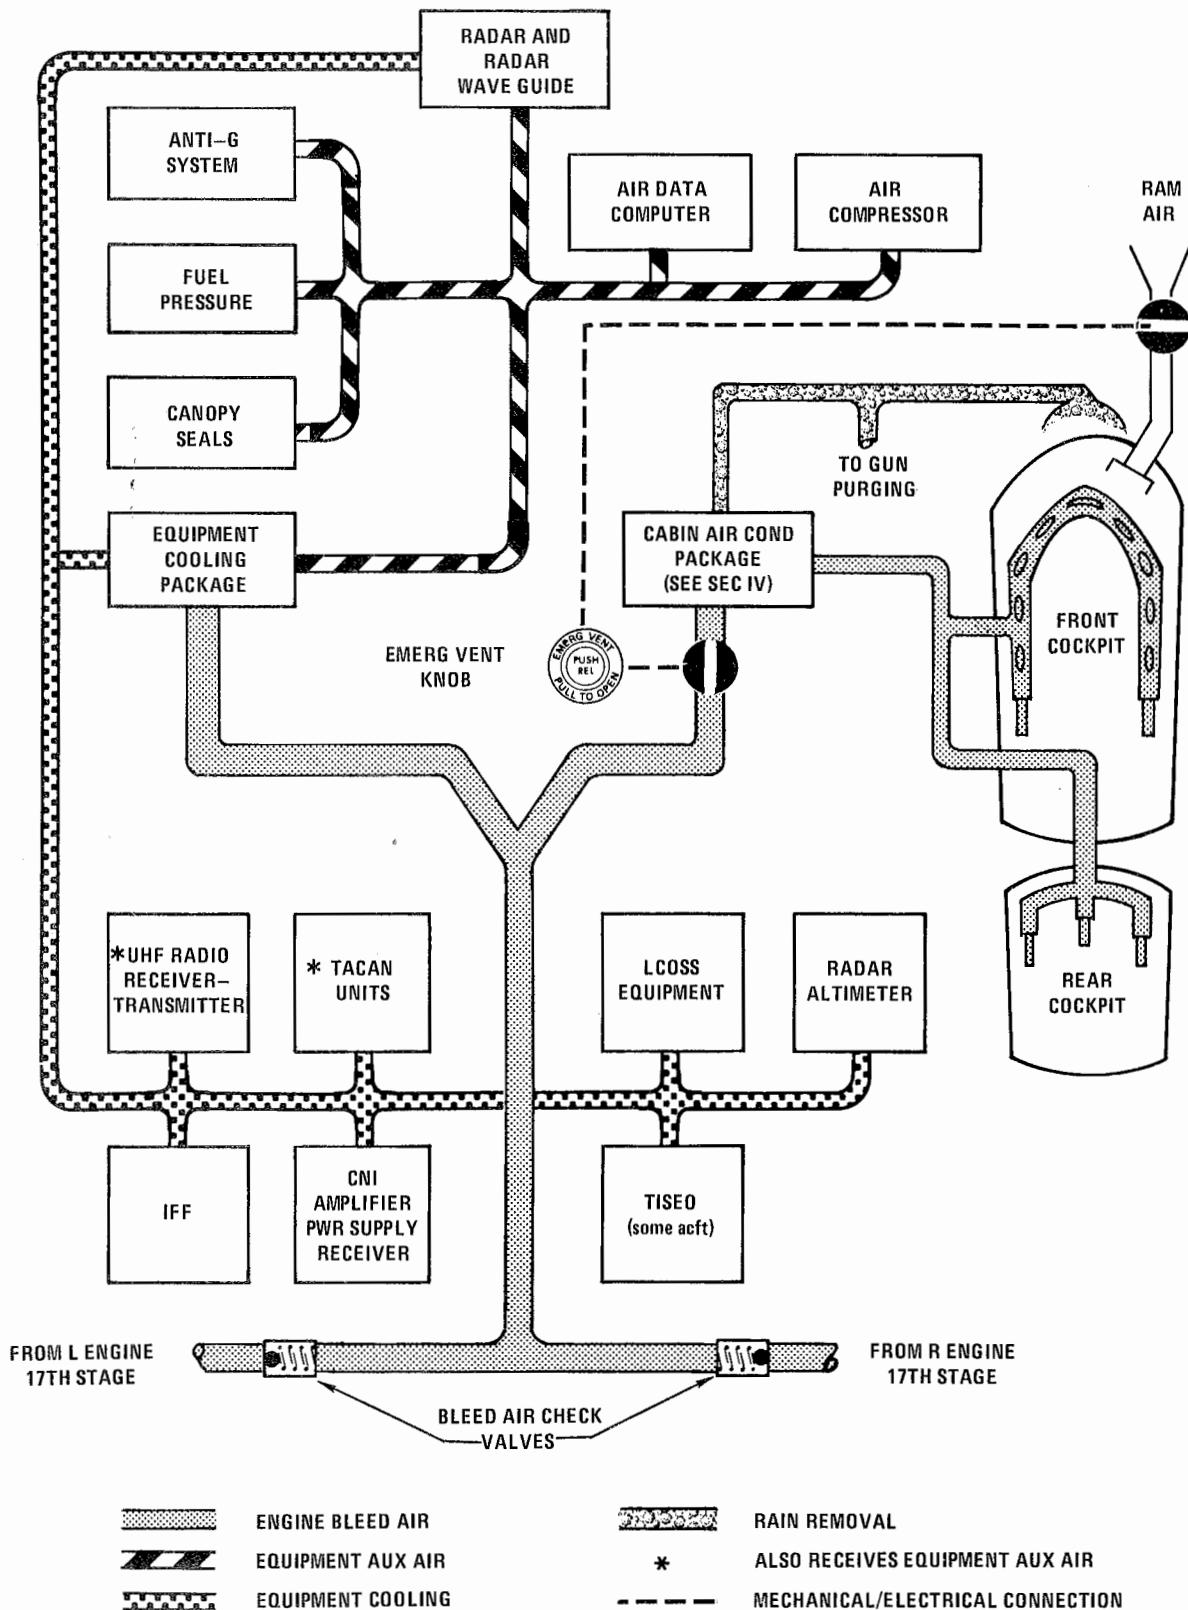 RADAR AND
RADAR
WAVE GUIDE
ANTI-G
SYSTEM
AIR DATA
COMPUTER
AIR
COMPRESSOR
RAM
AIR
FUEL
PRESSURE
CANOPY
SEALS
TO GUN
PURGING
EQUIPMENT
COOLING
PACKAGE
CABIN AIR COND
PACKAGE
(SEE SEC IV)
FRONT
COCKPIT
EMERG VENT
KNOB
EMERG VENT
PUSH
REL
PULL TO OPEN
*UHF RADIO
RECEIVER-
TRANSMITTER
* TACAN
UNITS
LCOSS
EQUIPMENT
RADAR
ALTIMETER
REAR
COCKPIT
IFF
CNI
AMPLIFIER
PWR SUPPLY
RECEIVER
TISEO
(some acft)
FROM L ENGINE
17TH STAGE
FROM R ENGINE
17TH STAGE
BLEED AIR CHECK
VALVES
ENGINE BLEED AIR
EQUIPMENT AUX AIR
EQUIPMENT COOLING
RAIN REMOVAL
* ALSO RECEIVES EQUIPMENT AUX AIR
MECHANICAL/ELECTRICAL CONNECTION